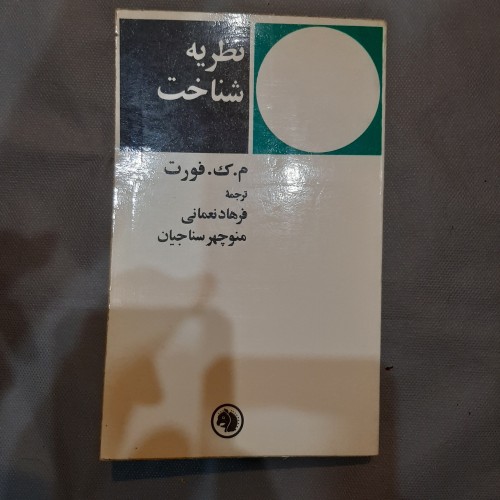 نظریه
شناخت
م.ک. فورت
ترجمهٔ
فرهاد نعمانی
منوچهر سناجیان